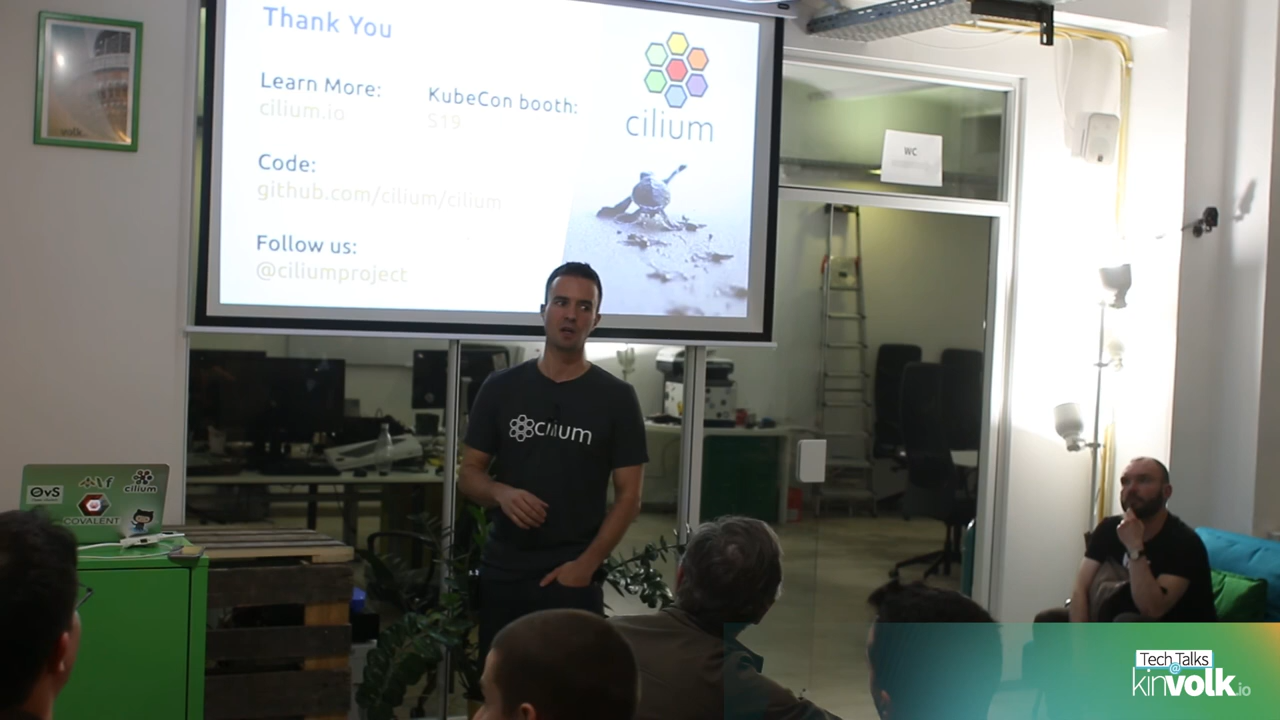 Thank You
Learn More:
cilium.io
KubeCon booth:
S19
Code:
github.com/cilium/cilium
Follow us:
@ciliumproject
cilium
WC
volk
cilium
OvS
cilium
COVALENT
Tech Talks
@
kinvolk.io